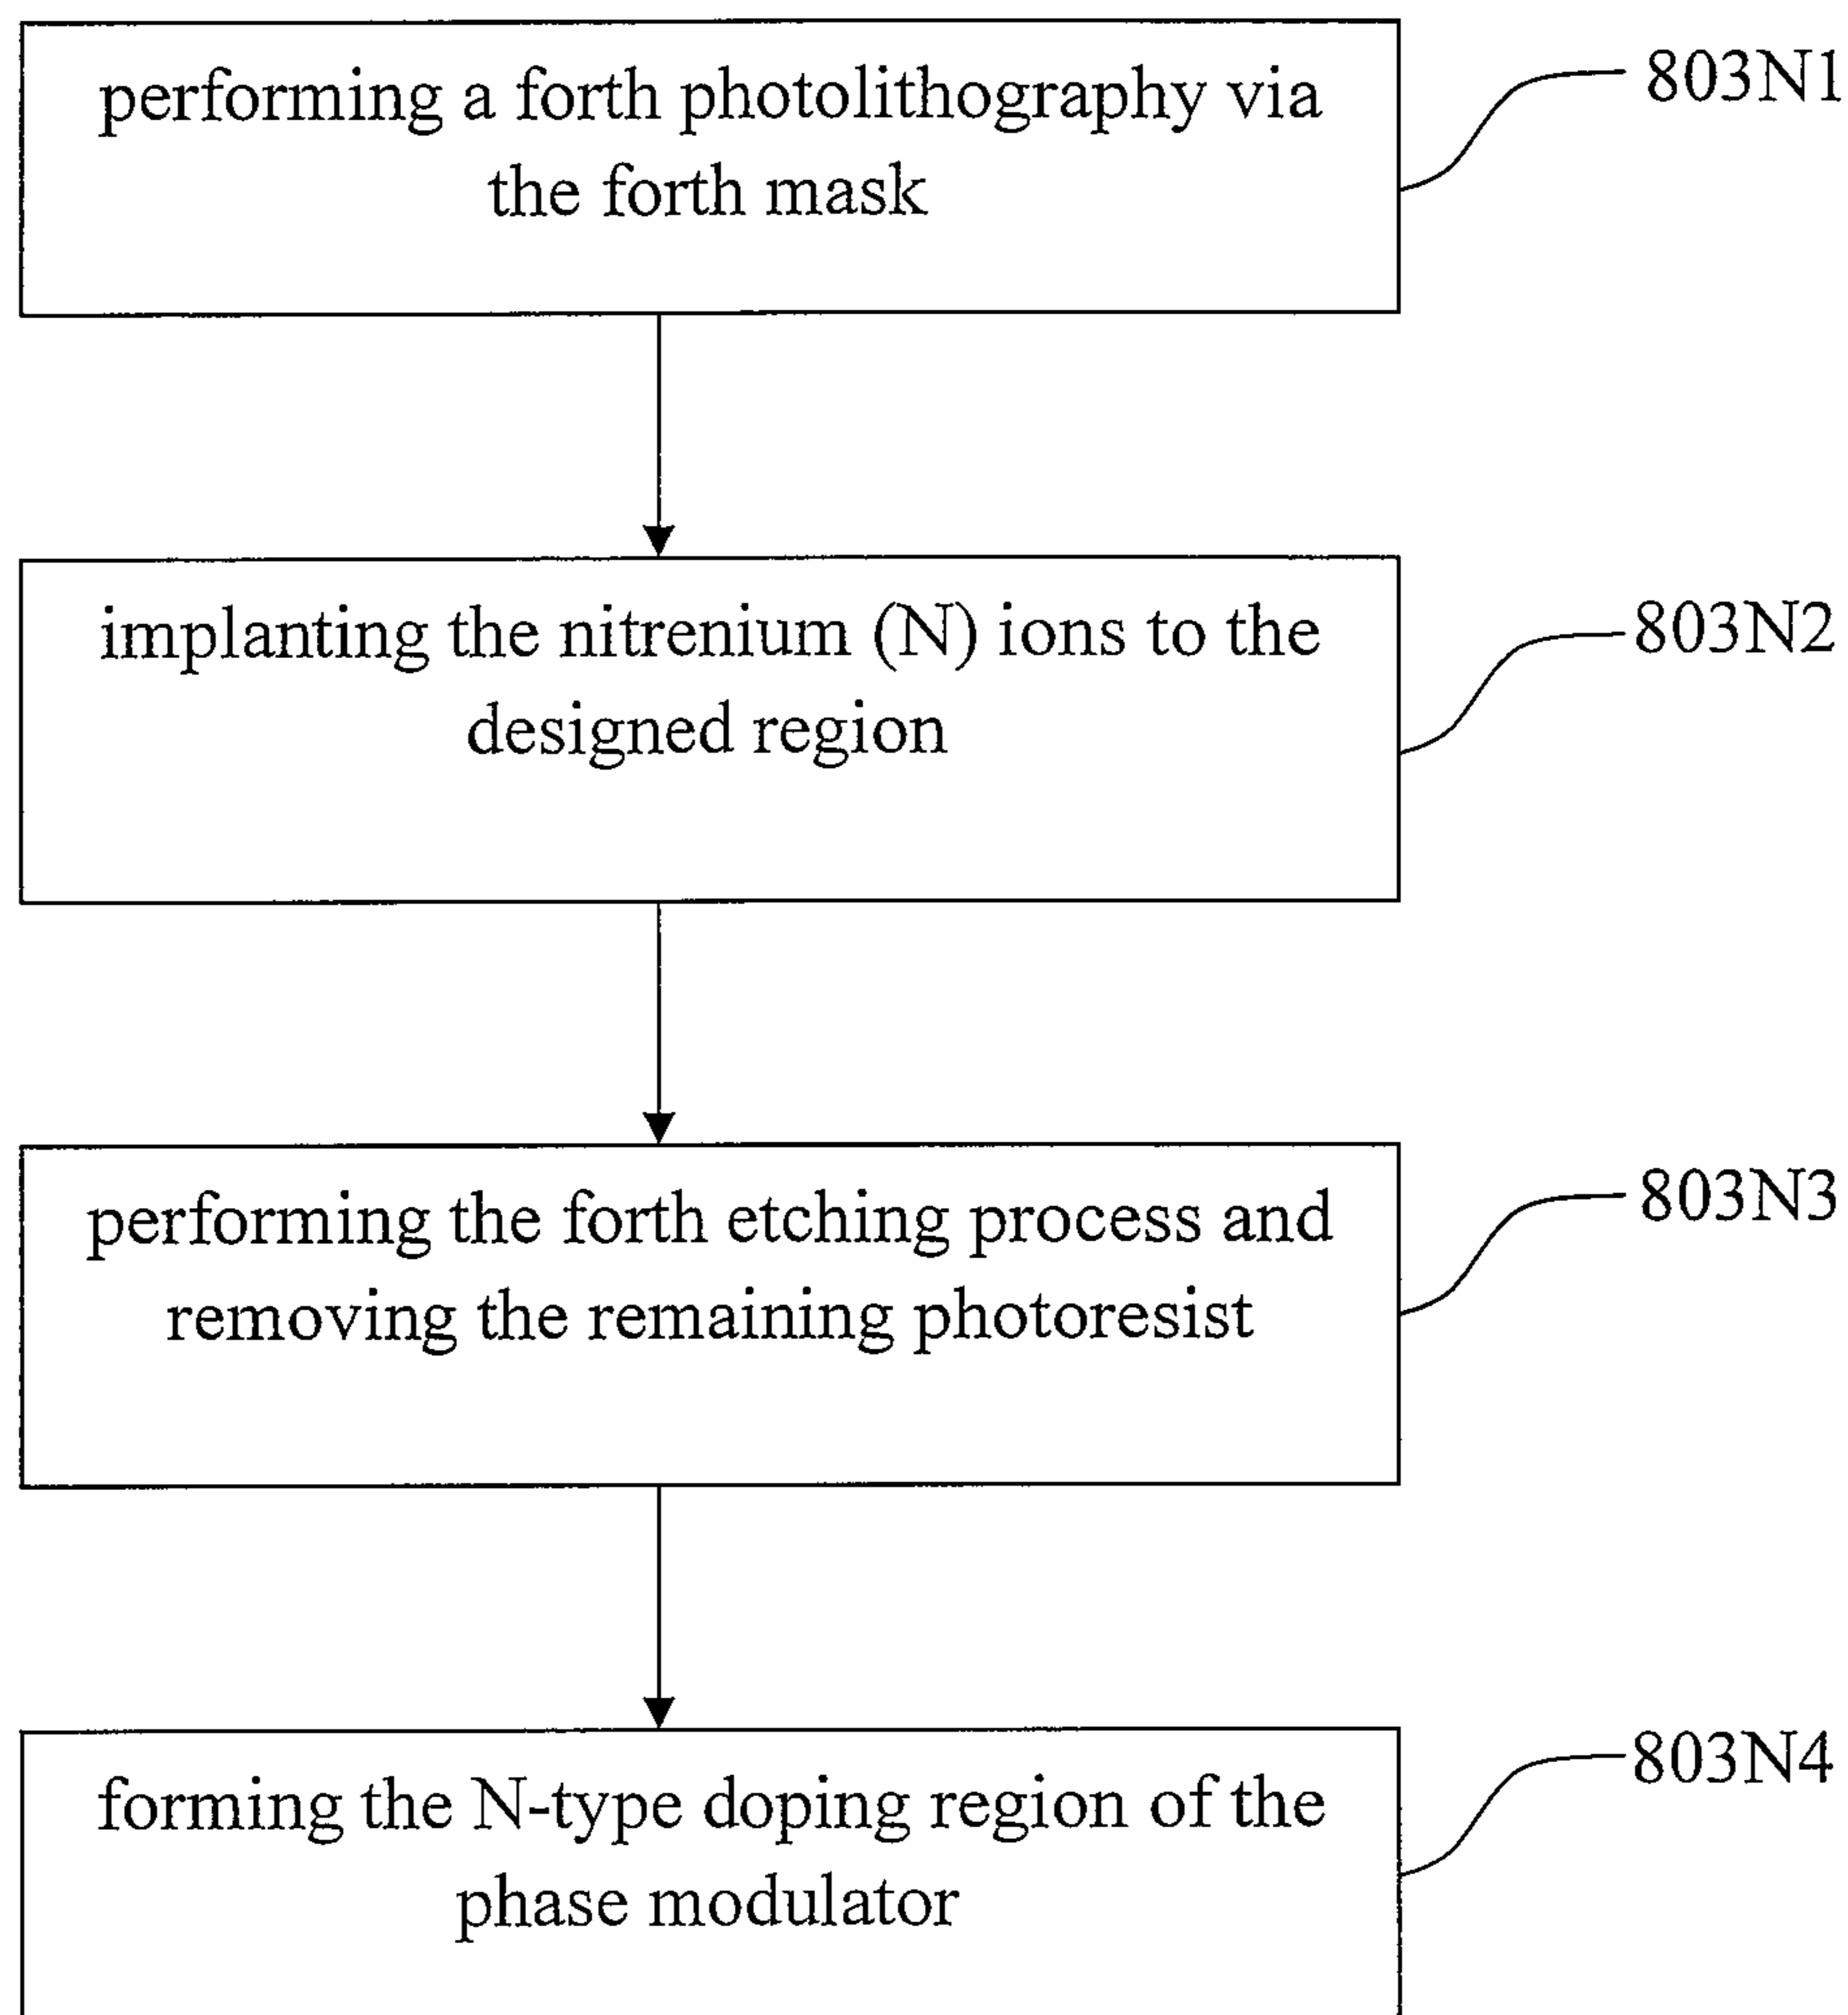 performing a forth photolithography via
the forth mask
803N1
implanting the nitrenium (N) ions to the
designed region
803N2
performing the forth etching process and
removing the remaining photoresist
803N3
forming the N-type doping region of the
phase modulator
803N4